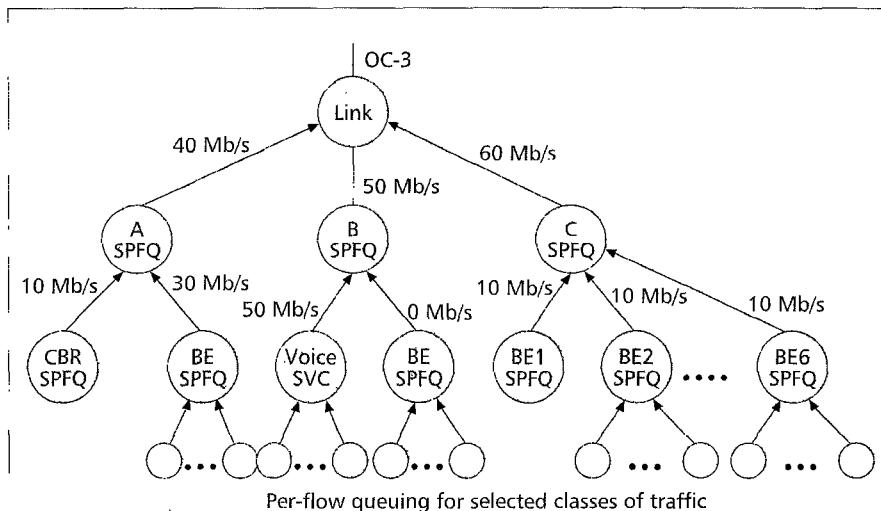 OC-3
Link
40 Mb/s
60 Mb/s
50 Mb/s
A
SPFQ
B
SPFQ
C
SPFQ
10 Mb/s
30 Mb/s
50 Mb/s
0 Mb/s
10 Mb/s
10 Mb/s
10 Mb/s
CBR
SPFQ
BE
SPFQ
Voice
SVC
BE
SPFQ
BE1
SPFQ
BE2
SPFQ
BE6
SPFQ
Per-flow queuing for selected classes of traffic